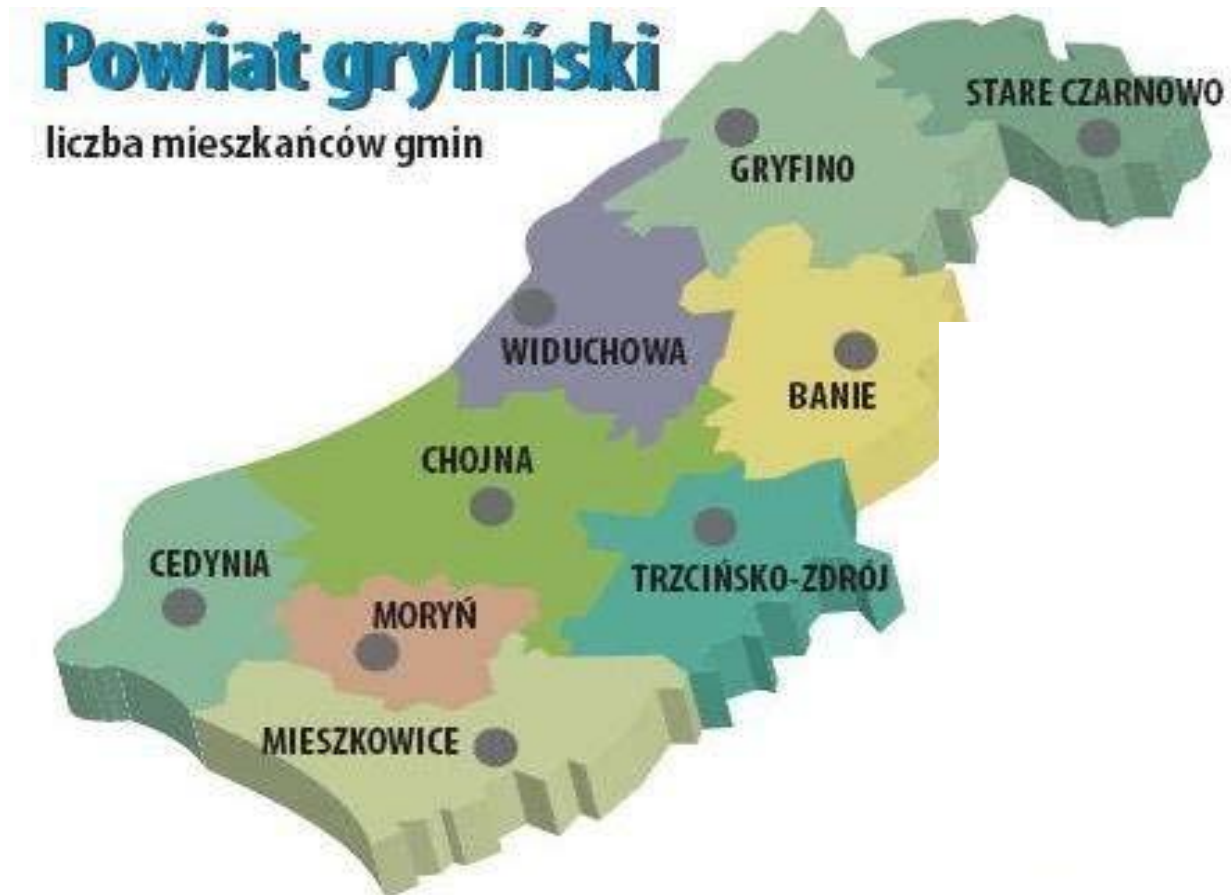 Powiat gryfiński
liczba mieszkańców gmin
STARE CZARNOWO
GRYFINO
WIDUCHOWA
BANIE
CHOJNA
CEDYNIA
TRZCIŃSKO-ZDRÓJ
MORYŃ
MIESZKOWICE